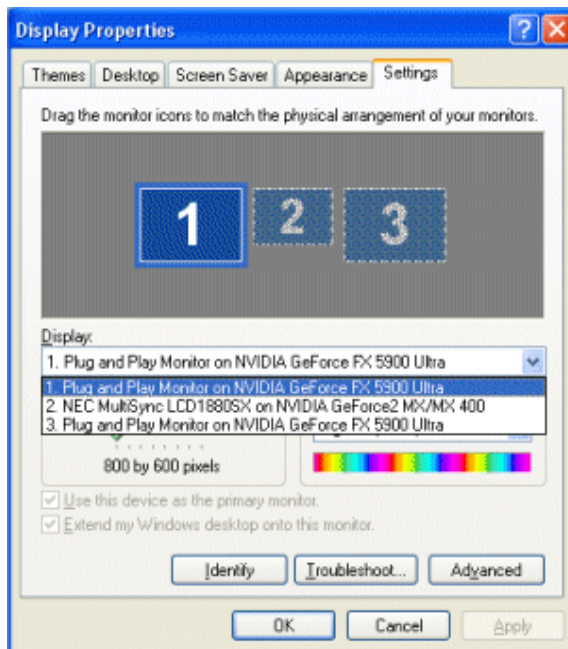 Display Properties
Themes Desktop Screen Saver Appearance Settings
Drag the monitor icons to match the physical arrangement of your monitors.
1 2 3
Display:
1. Plug and Play Monitor on NVIDIA GeForce FX 5900 Ultra
1. Plug and Play Monitor on NVIDIA GeForce FX 5900 Ultra
2. NEC MultiSync LCD1880SX on NVIDIA GeForce2 MX/MX 400
3. Plug and Play Monitor on NVIDIA GeForce FX 5900 Ultra
800 by 600 pixels
Use this device as the primary monitor.
Extend my Windows desktop onto this monitor.
Identify Troubleshoot... Advanced
OK Cancel Apply